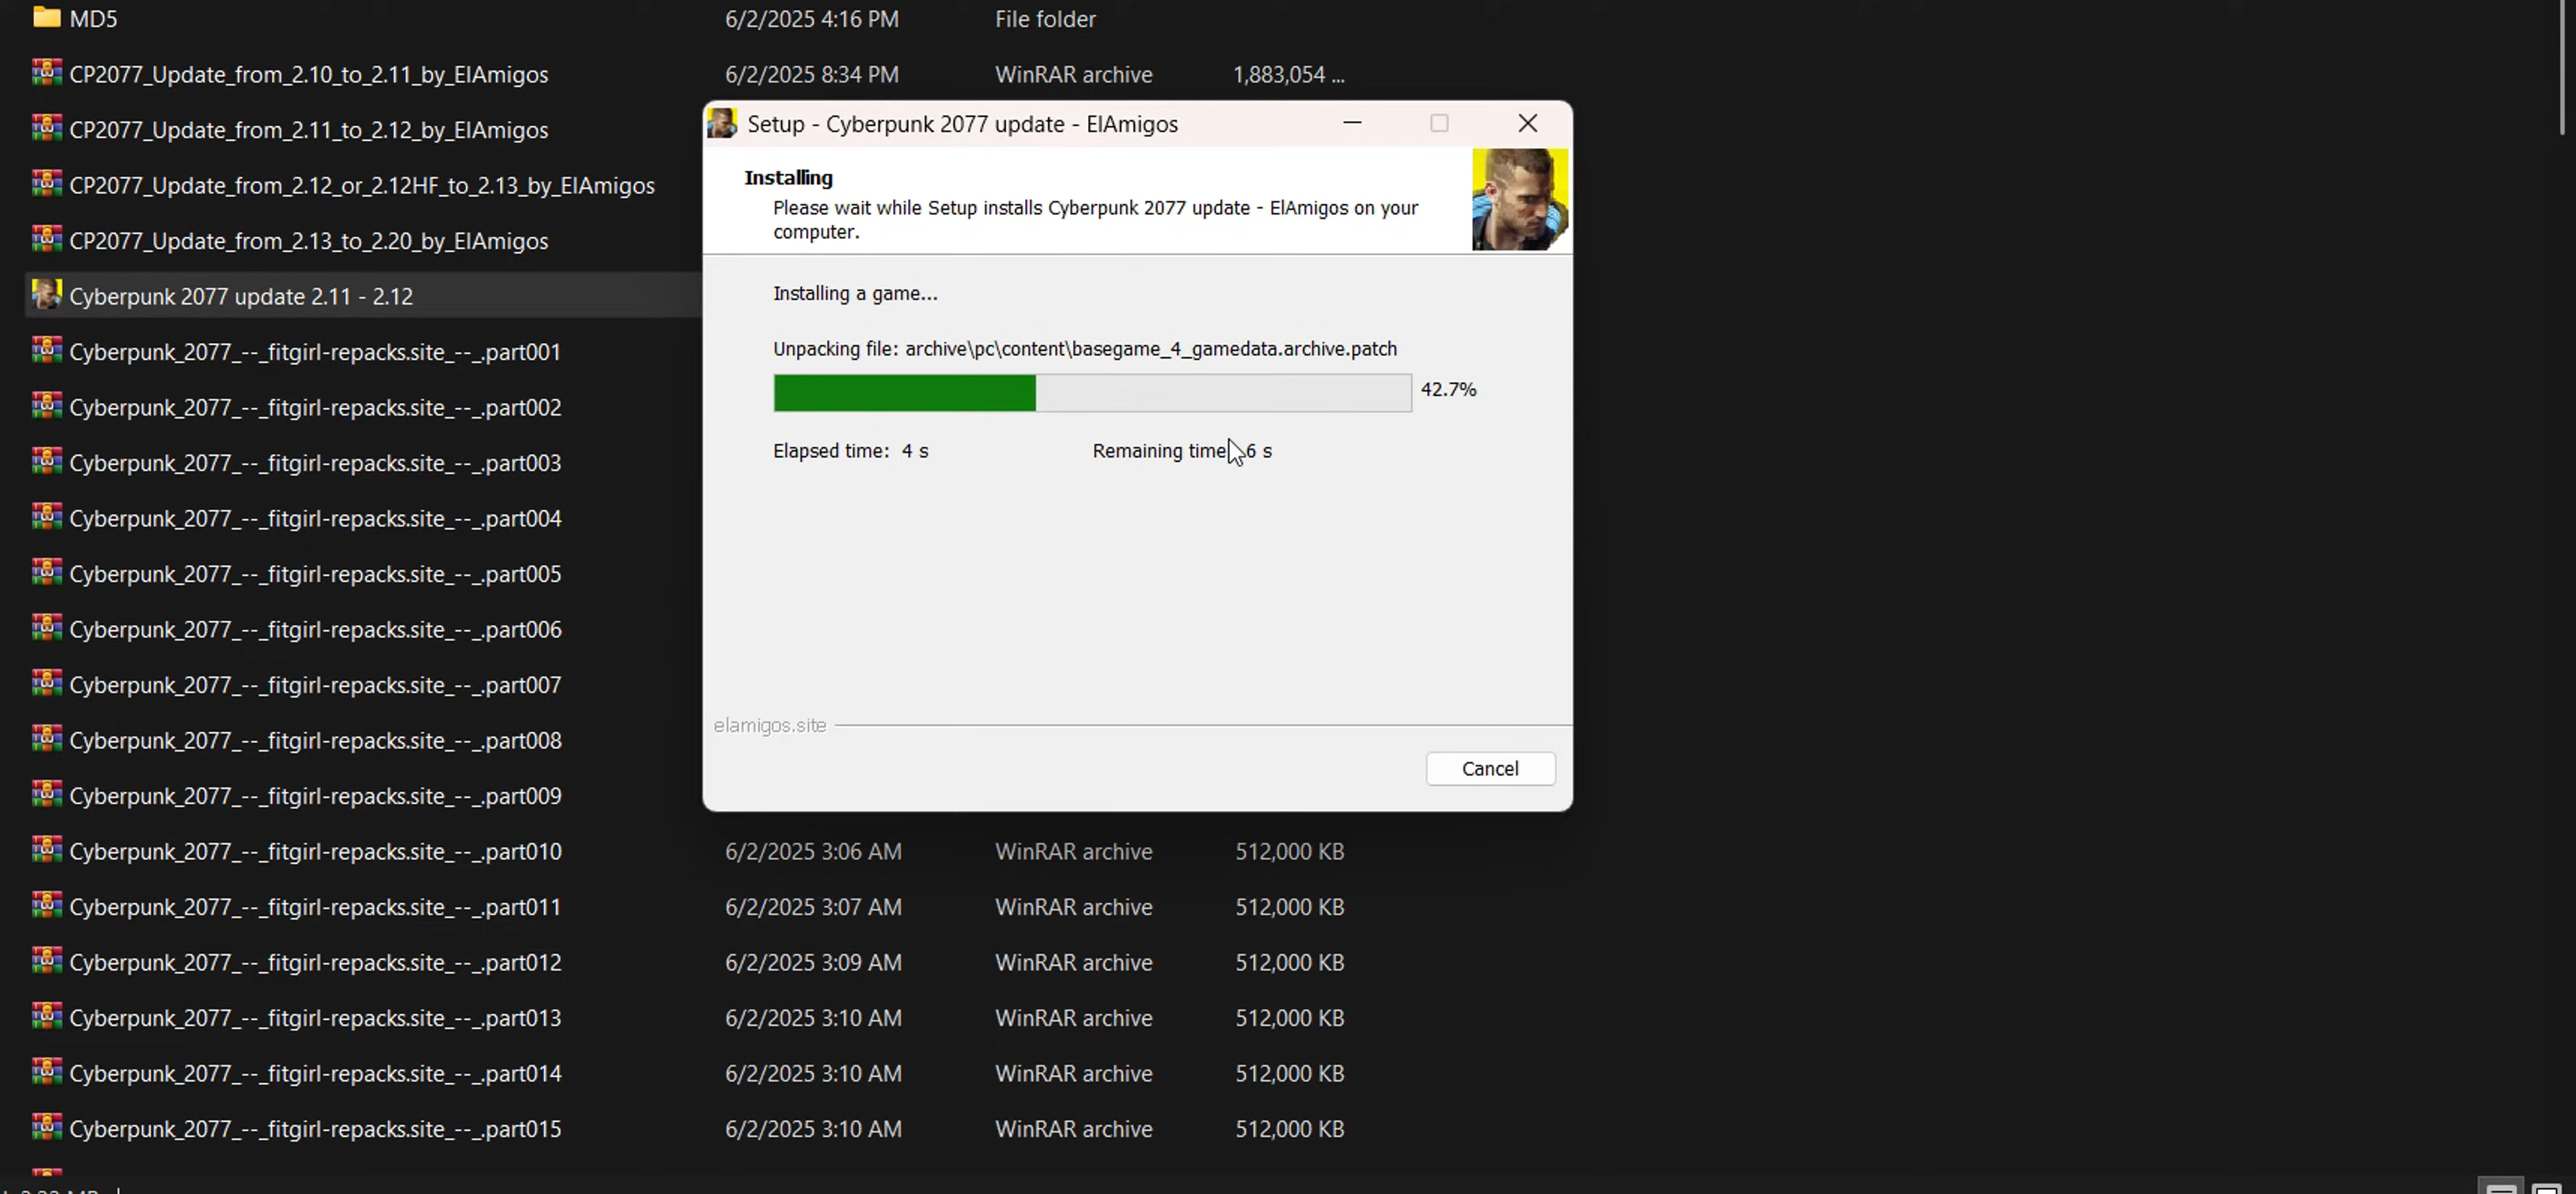 MD5 6/2/2025 4:16 PM File folder
CP2077_Update_from_2.10_to_2.11_by_ElAmigos 6/2/2025 8:34 PM WinRAR archive 1,883,054 ...
CP2077_Update_from_2.11_to_2.12_by_ElAmigos
CP2077_Update_from_2.12_or_2.12HF_to_2.13_by_ElAmigos
CP2077_Update_from_2.13_to_2.20_by_ElAmigos
Cyberpunk 2077 update 2.11 - 2.12
Cyberpunk_2077_--_fitgirl-repacks.site_--_.part001
Cyberpunk_2077_--_fitgirl-repacks.site_--_.part002
Cyberpunk_2077_--_fitgirl-repacks.site_--_.part003
Cyberpunk_2077_--_fitgirl-repacks.site_--_.part004
Cyberpunk_2077_--_fitgirl-repacks.site_--_.part005
Cyberpunk_2077_--_fitgirl-repacks.site_--_.part006
Cyberpunk_2077_--_fitgirl-repacks.site_--_.part007
Cyberpunk_2077_--_fitgirl-repacks.site_--_.part008
Cyberpunk_2077_--_fitgirl-repacks.site_--_.part009
Cyberpunk_2077_--_fitgirl-repacks.site_--_.part010 6/2/2025 3:06 AM WinRAR archive 512,000 KB
Cyberpunk_2077_--_fitgirl-repacks.site_--_.part011 6/2/2025 3:07 AM WinRAR archive 512,000 KB
Cyberpunk_2077_--_fitgirl-repacks.site_--_.part012 6/2/2025 3:09 AM WinRAR archive 512,000 KB
Cyberpunk_2077_--_fitgirl-repacks.site_--_.part013 6/2/2025 3:10 AM WinRAR archive 512,000 KB
Cyberpunk_2077_--_fitgirl-repacks.site_--_.part014 6/2/2025 3:10 AM WinRAR archive 512,000 KB
Cyberpunk_2077_--_fitgirl-repacks.site_--_.part015 6/2/2025 3:10 AM WinRAR archive 512,000 KB
Setup - Cyberpunk 2077 update - ElAmigos
Installing
Please wait while Setup installs Cyberpunk 2077 update - ElAmigos on your
computer.
Installing a game...
Unpacking file: archive\pc\content\basegame_4_gamedata.archive.patch
42.7%
Elapsed time: 4 s Remaining time 6 s
elamigos.site
Cancel